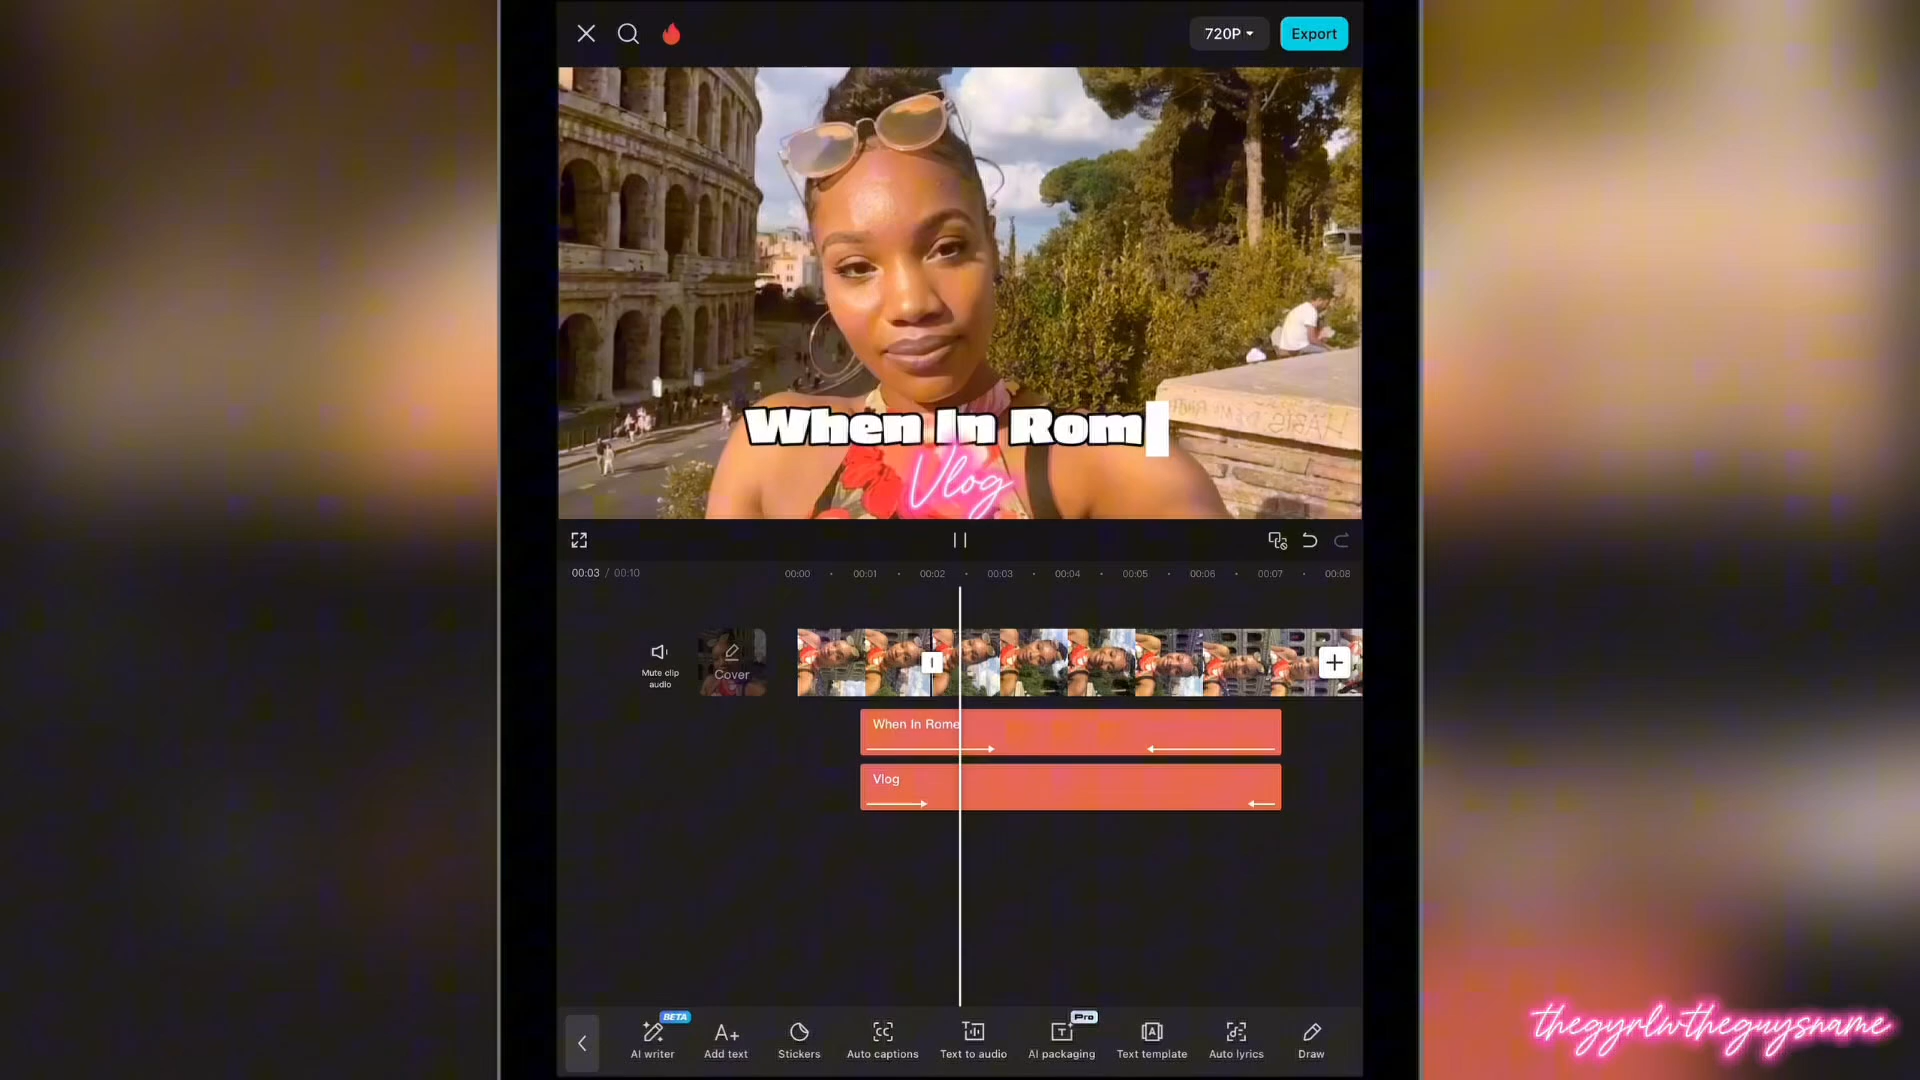 720P
Export
When In Rom
Vlog
00:03 / 00:10
00:00 00:01 00:02 00:03 00:04 00:05 00:06 00:07 00:08
Mute clip
audio
Cover
When In Rome
Vlog
BETA
Pro
AI writer
Add text
Stickers
Auto captions
Text to audio
AI packaging
Text template
Auto lyrics
Draw
thegyrlwtheguysname